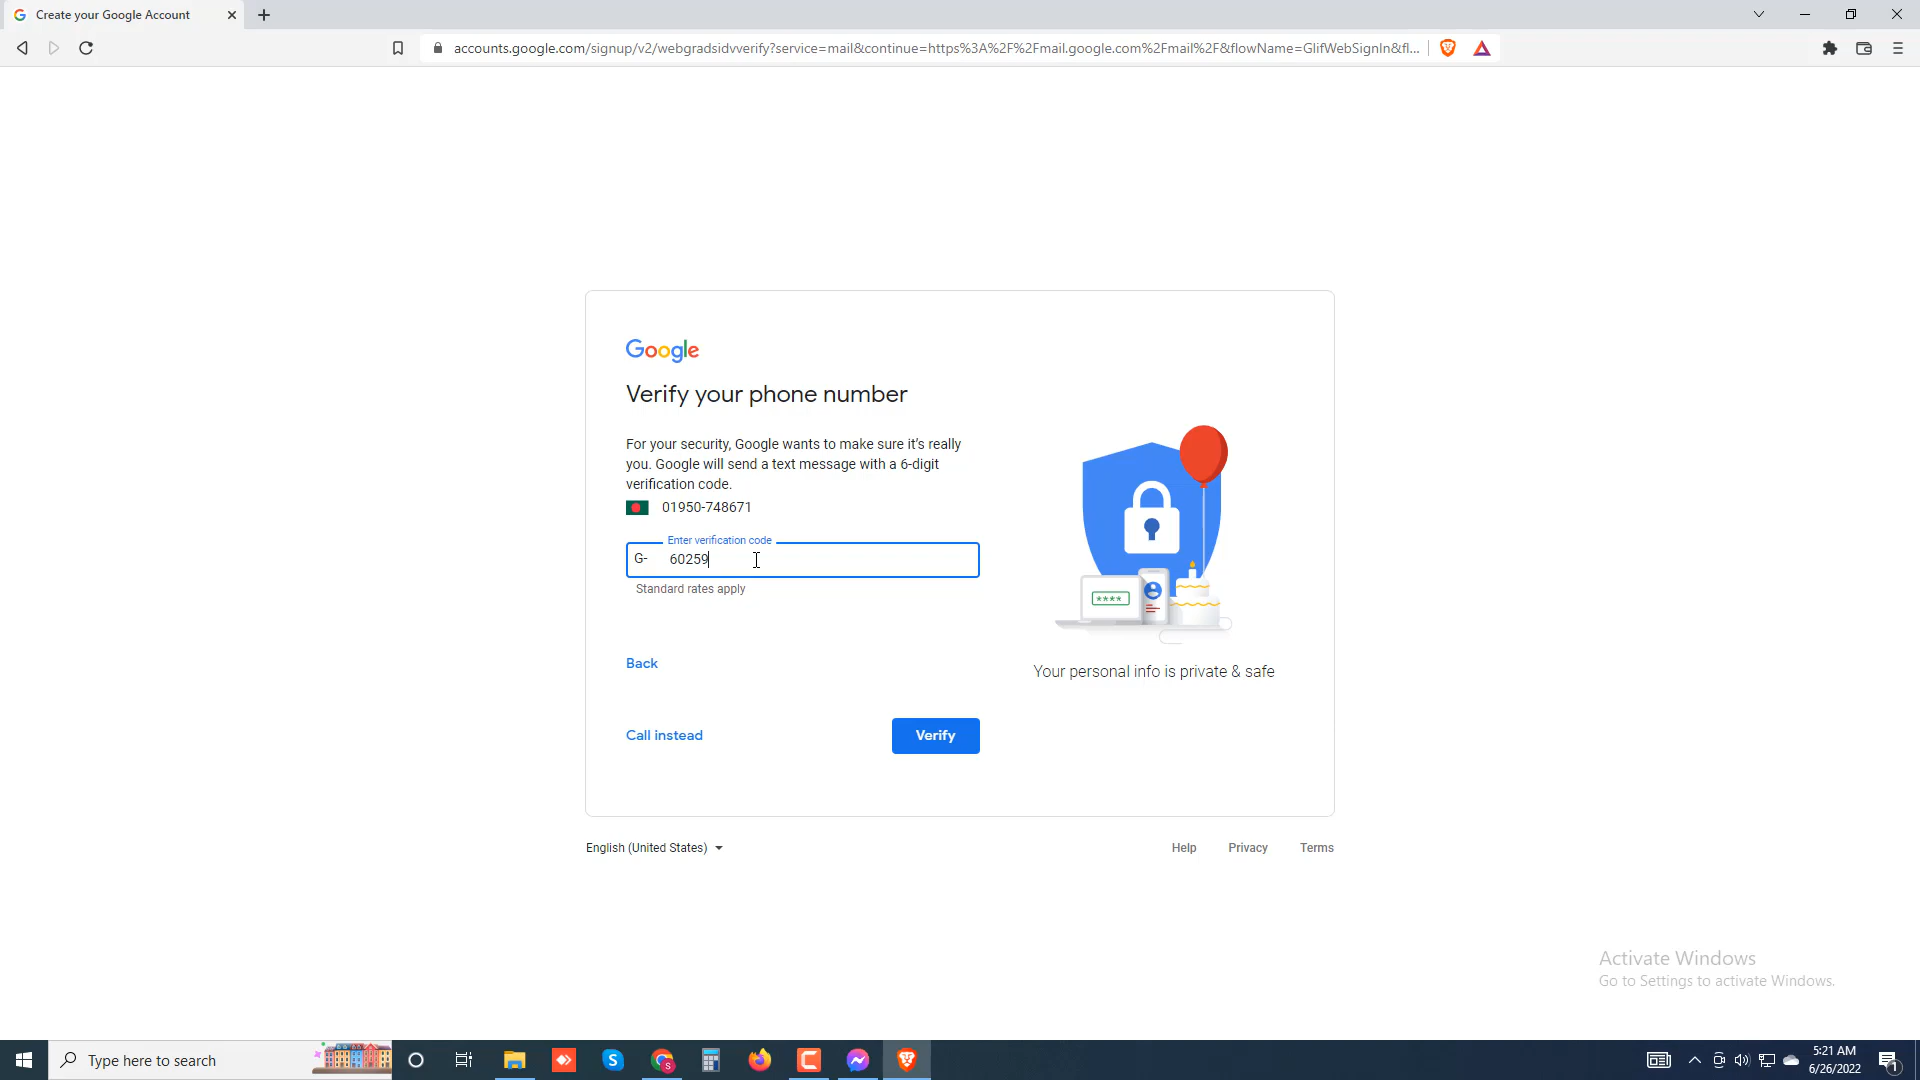 Create your Google Account
accounts.google.com/signup/v2/webgradsidvverify?service=mail&continue=https%3A%2F%2Fmail.google.com%2Fmail%2F&flowName=GlifWebSignIn&fl...
Google
Verify your phone number
For your security, Google wants to make sure it's really
you. Google will send a text message with a 6-digit
verification code.
01950-748671
Enter verification code
G- 60259
Standard rates apply
Back
Call instead
Verify
****
Your personal info is private & safe
English (United States)
Help
Privacy
Terms
Activate Windows
Go to Settings to activate Windows.
Type here to search
5:21 AM
6/26/2022
1